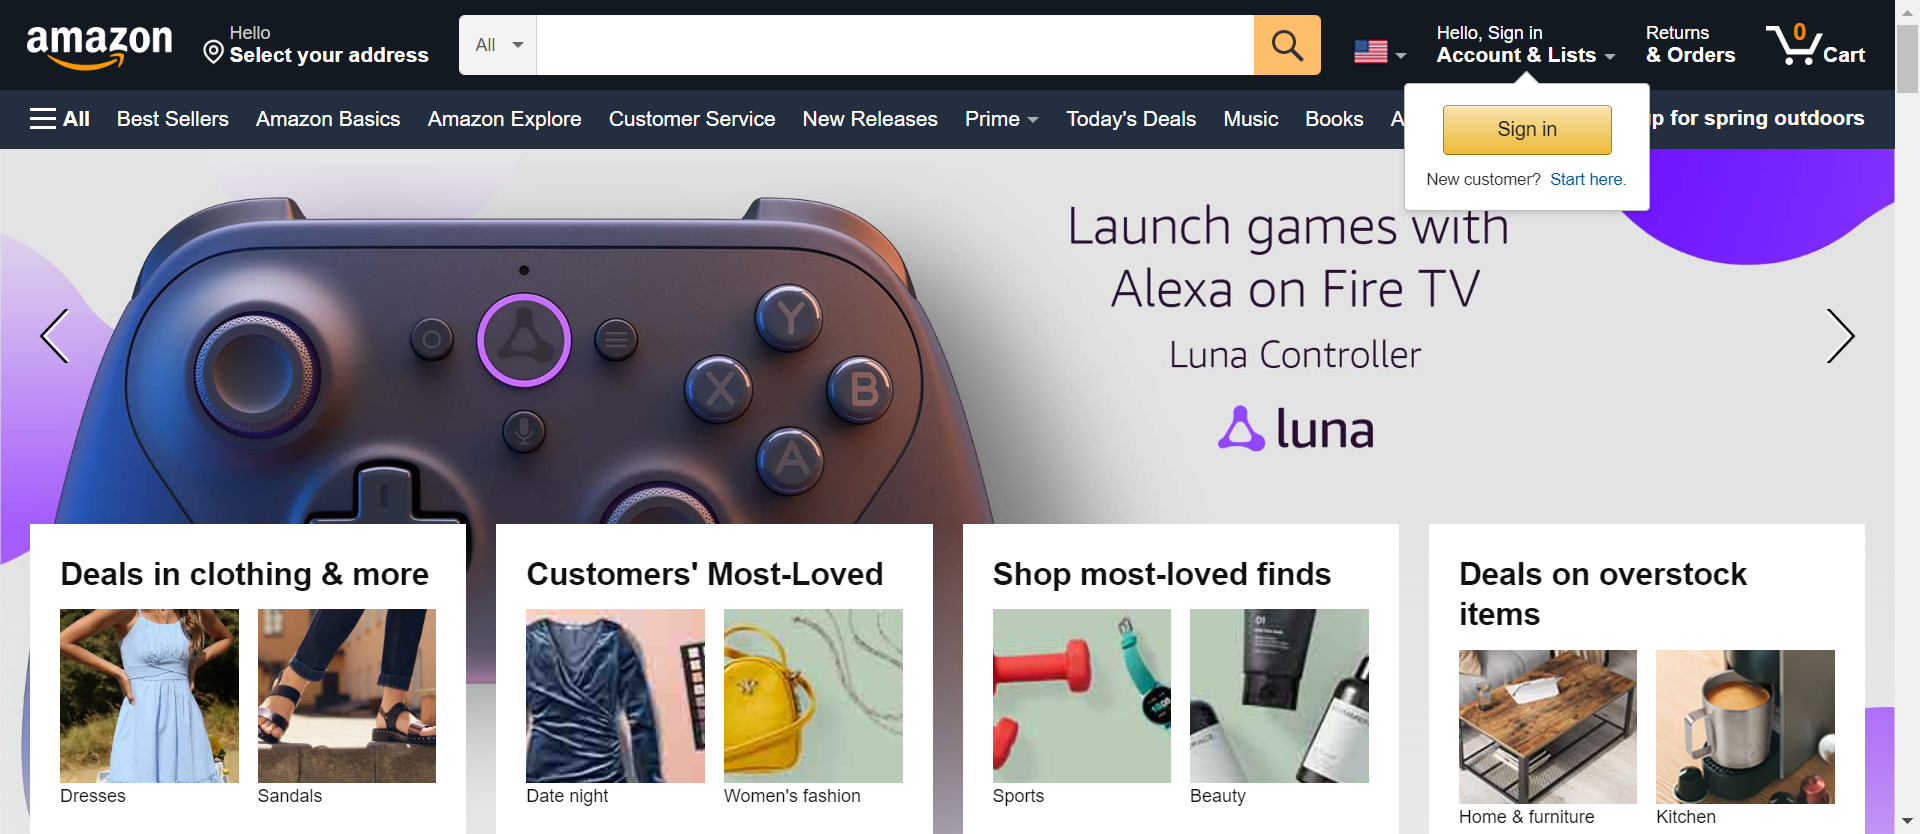 amazon
Hello
Select your address
All
Hello, Sign in
Account & Lists
Returns
& Orders
0
Cart
All
Best Sellers
Amazon Basics
Amazon Explore
Customer Service
New Releases
Prime
Today's Deals
Music
Books
A
up for spring outdoors
Sign in
New customer? Start here.
Launch games with
Alexa on Fire TV
Luna Controller
luna
Y
X
B
A
Deals in clothing & more
Dresses
Sandals
Customers' Most-Loved
Date night
Women's fashion
Shop most-loved finds
01
Sports
Beauty
Deals on overstock
items
Home & furniture
Kitchen